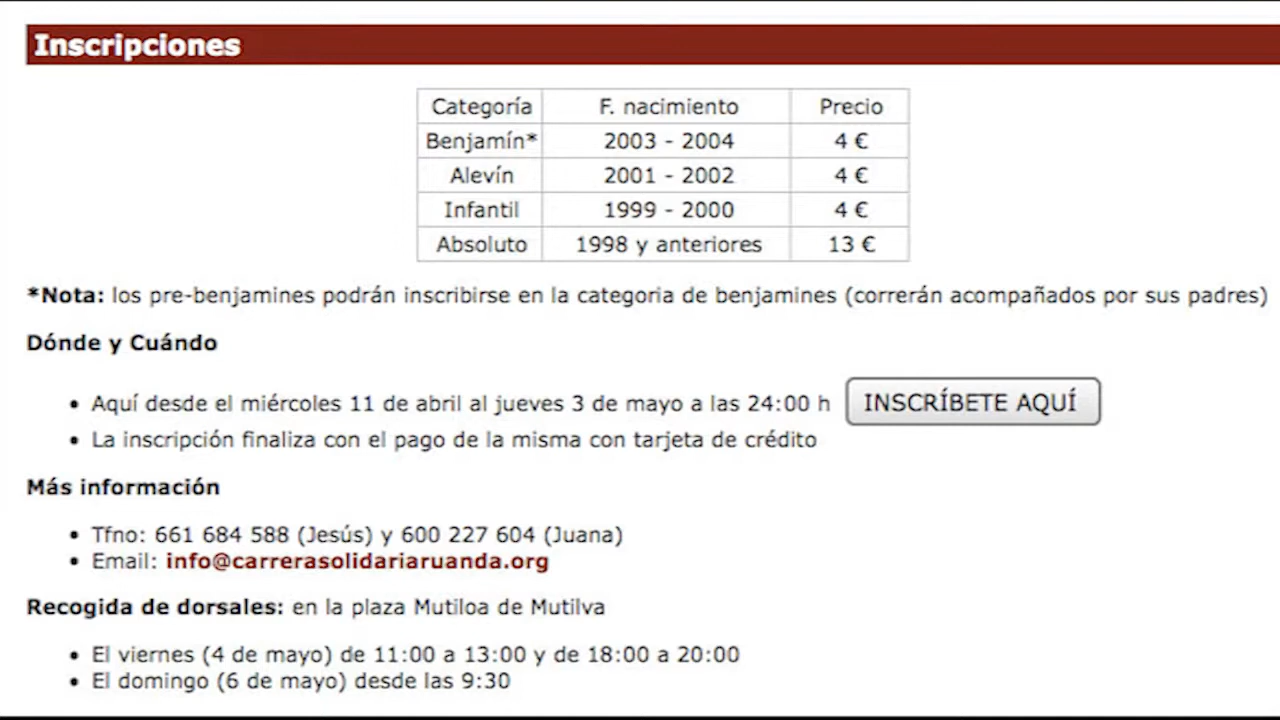 Inscripciones
Categoría F. nacimiento Precio
Benjamín* 2003 - 2004 4 €
Alevín 2001 - 2002 4 €
Infantil 1999 - 2000 4 €
Absoluto 1998 y anteriores 13 €
*Nota: los pre-benjamines podrán inscribirse en la categoria de benjamines (correrán acompañados por sus padres)
Dónde y Cuándo
• Aquí desde el miércoles 11 de abril al jueves 3 de mayo a las 24:00 h INSCRÍBETE AQUÍ
• La inscripción finaliza con el pago de la misma con tarjeta de crédito
Más información
• Tfno: 661 684 588 (Jesús) y 600 227 604 (Juana)
• Email: info@carrerasolidariaruanda.org
Recogida de dorsales: en la plaza Mutiloa de Mutilva
• El viernes (4 de mayo) de 11:00 a 13:00 y de 18:00 a 20:00
• El domingo (6 de mayo) desde las 9:30